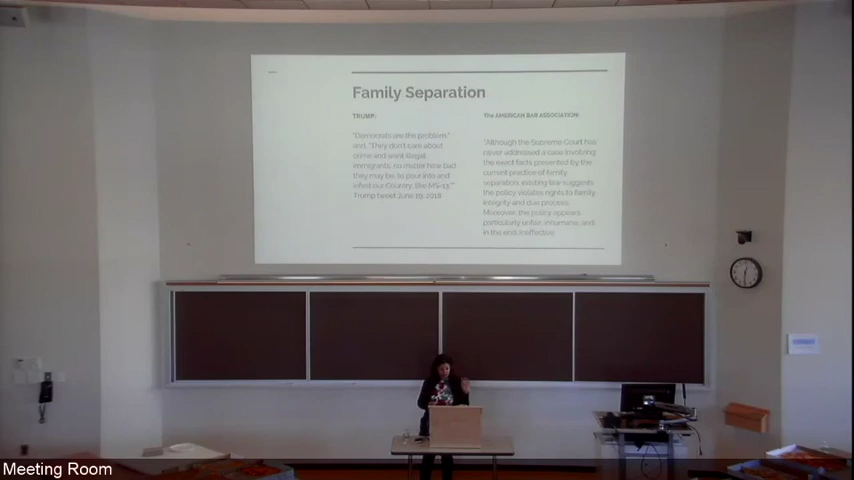 Family Separation
TRUMP:
"Democrats are the problem,"
and, "They don't care about
crime and want illegal
immigrants, no matter how bad
they may be, to pour into and
infest our Country, like MS-13."
Trump tweet June 19, 2018
The AMERICAN BAR ASSOCIATION:
"Although the Supreme Court has
never addressed a case involving
the exact facts presented by the
current practice of family
separation, existing law suggests
the policy violates rights to family
integrity and due process.
Moreover, the policy appears
particularly unfair, inhumane, and
in the end ineffective.
Meeting Room